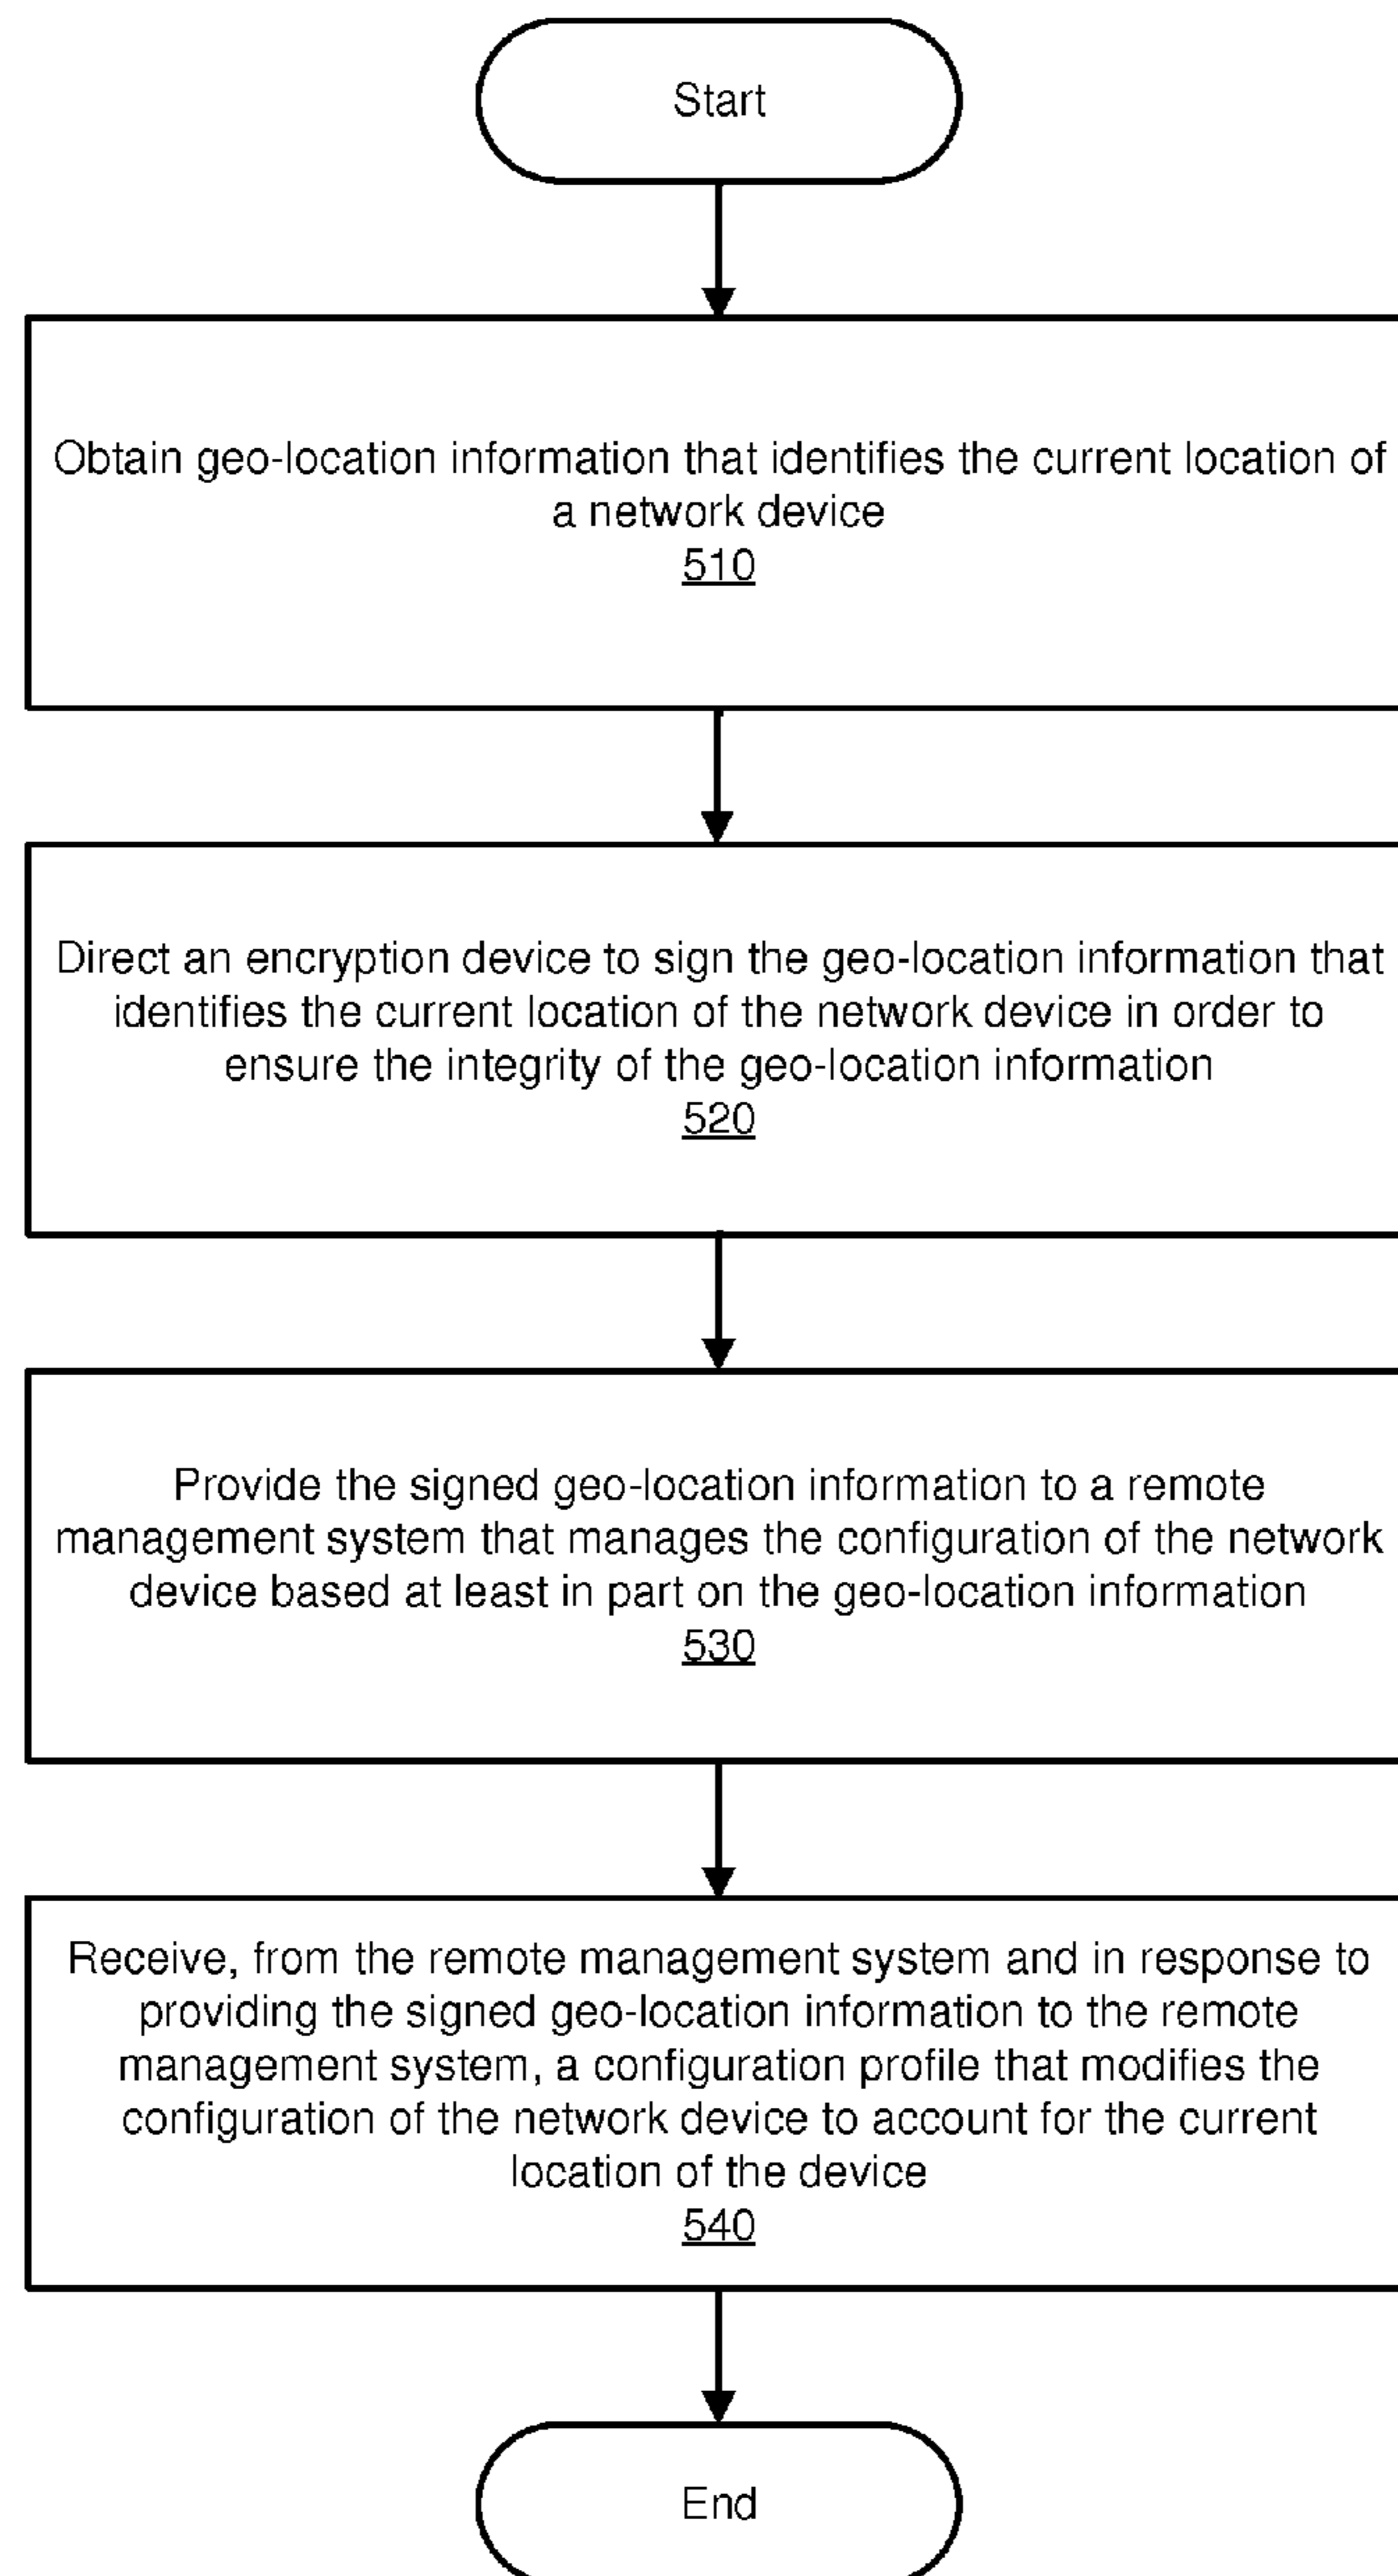 Start
Obtain geo-location information that identifies the current location of
a network device
510
Direct an encryption device to sign the geo-location information that
identifies the current location of the network device in order to
ensure the integrity of the geo-location information
520
Provide the signed geo-location information to a remote
management system that manages the configuration of the network
device based at least in part on the geo-location information
530
Receive, from the remote management system and in response to
providing the signed geo-location information to the remote
management system, a configuration profile that modifies the
configuration of the network device to account for the current
location of the device
540
End